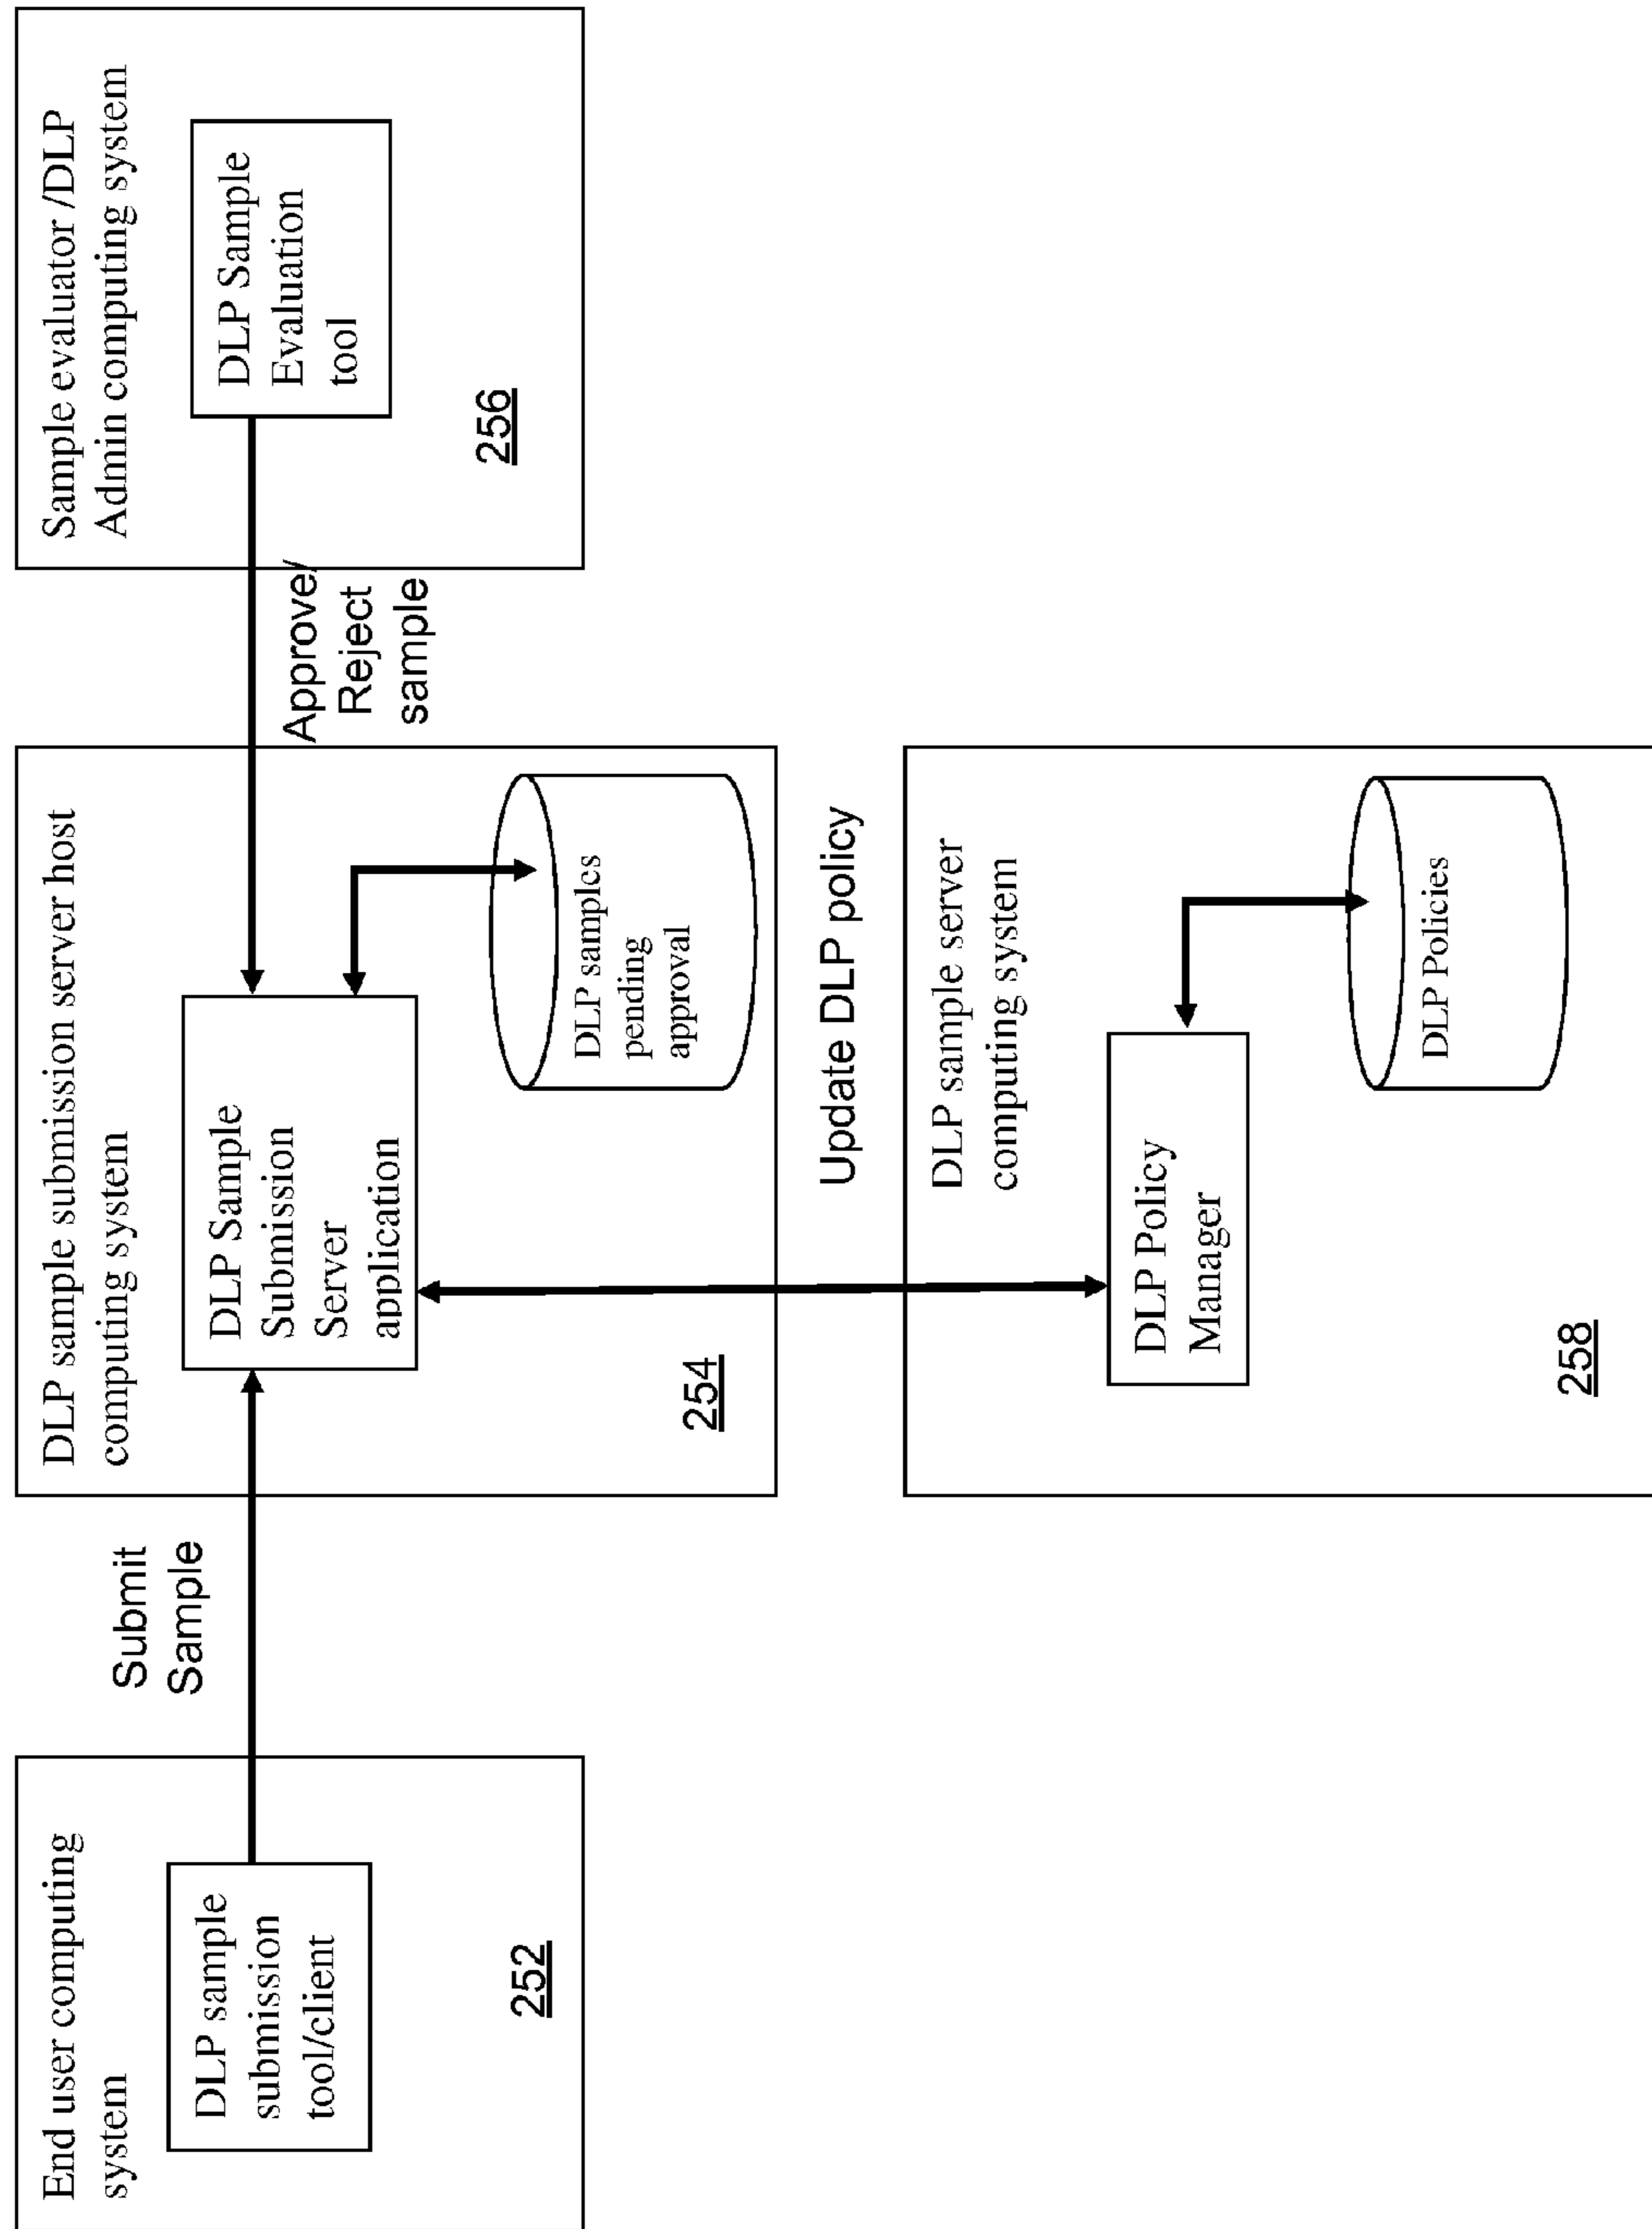 End user computing
system
DLP sample
submission
tool/client
252
Submit
Sample
DLP sample submission server host
computing system
DLP Sample
Submission
Server
application
DLP samples
pending
approval
254
Approve/
Reject
sample
Sample evaluator /DLP
Admin computing system
DLP Sample
Evaluation
tool
256
Update DLP policy
DLP sample server
computing system
DLP Policy
Manager
DLP Policies
258